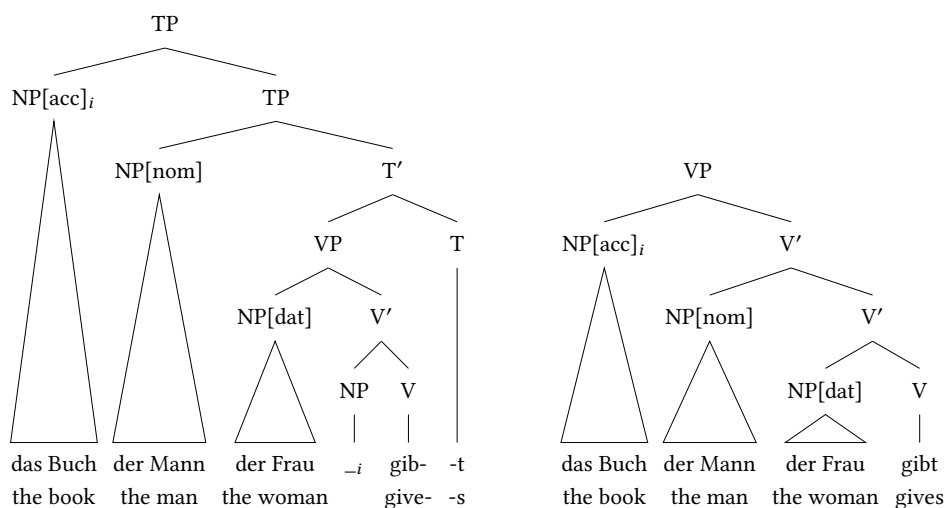 TP
NP[acc]i TP
NP[nom] T′ VP
VP T NP[acc]i V′
NP[dat] V′ NP[nom] V′
NP V NP[dat] V
das Buch der Mann der Frau _i gib- -t das Buch der Mann der Frau gibt
the book the man the woman give- -s the book the man the woman gives